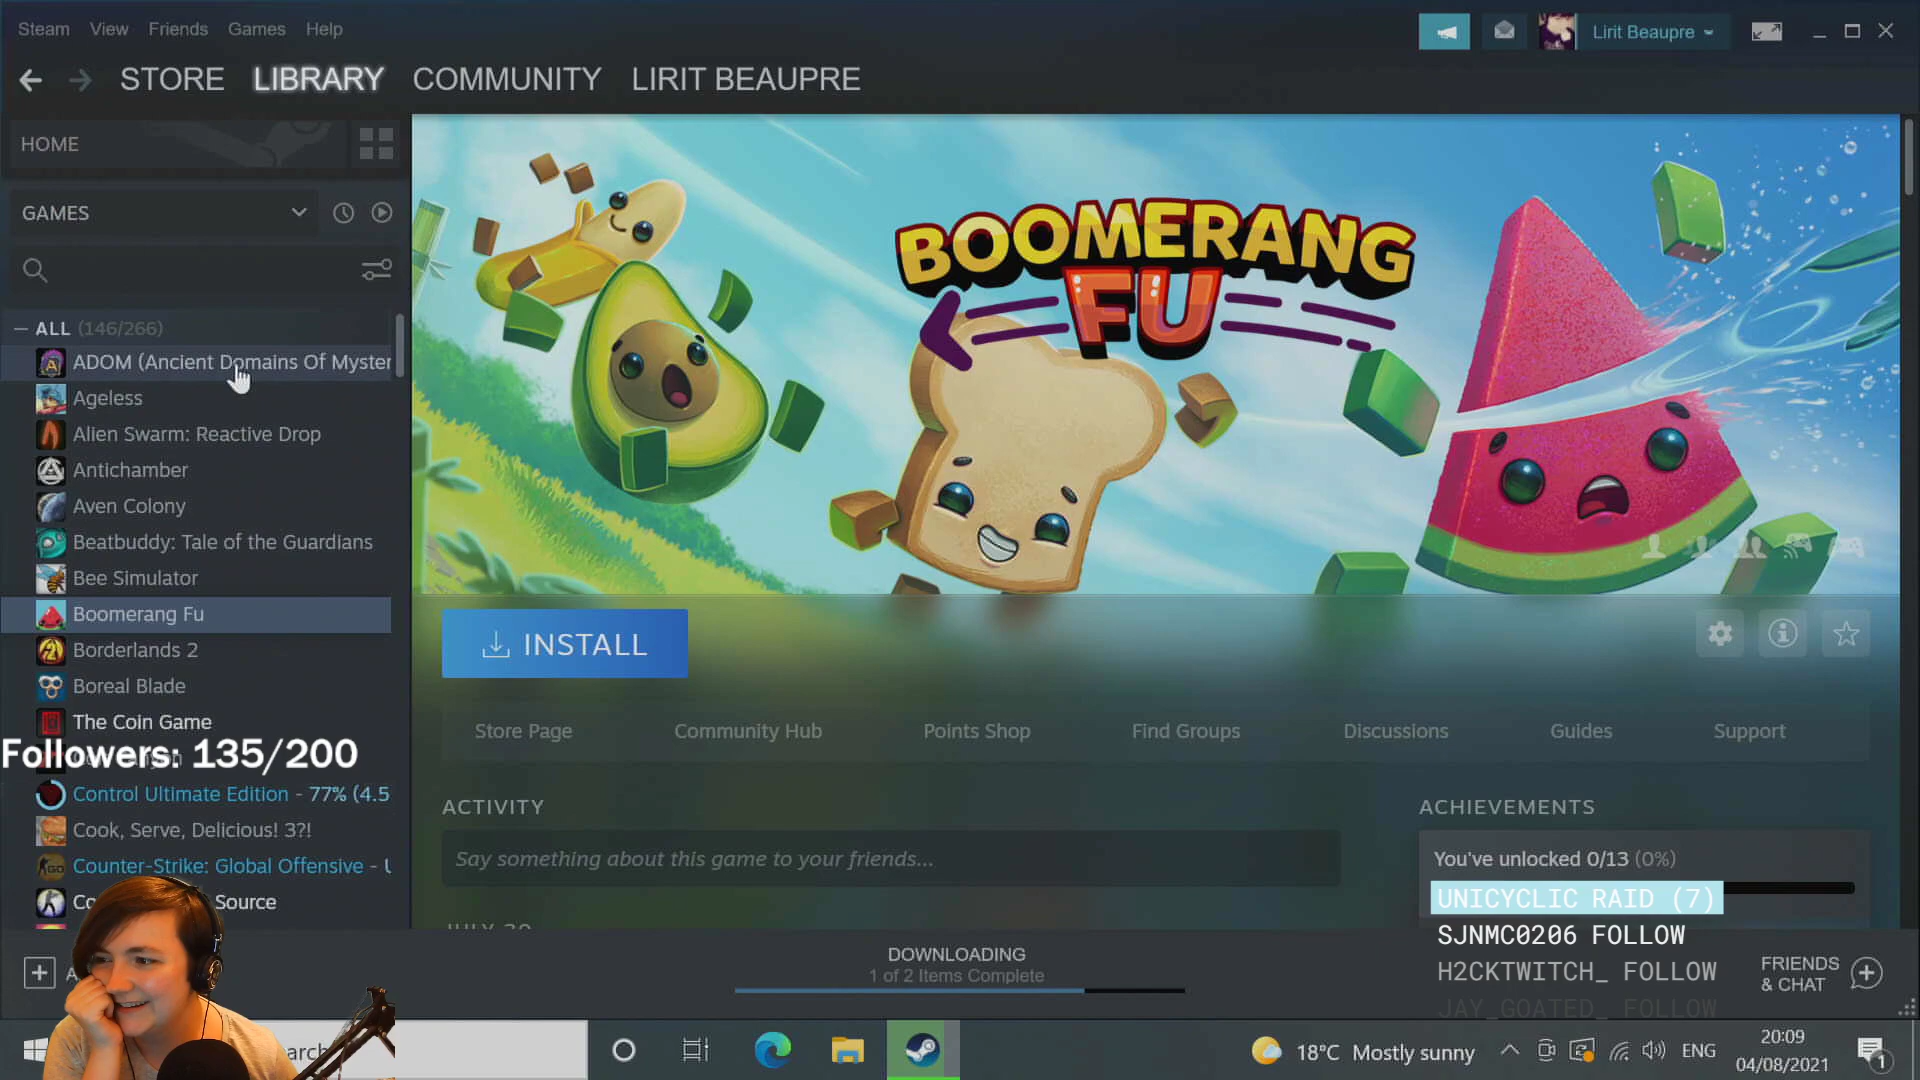 Steam View Friends Games Help
Lirit Beaupre
STORE LIBRARY COMMUNITY LIRIT BEAUPRE
HOME
GAMES
ALL (146/266)
ADOM (Ancient Domains Of Myster
Ageless
Alien Swarm: Reactive Drop
Antichamber
Aven Colony
Beatbuddy: Tale of the Guardians
Bee Simulator
Boomerang Fu
Borderlands 2
Boreal Blade
The Coin Game
Followers: 135/200
Control Ultimate Edition - 77% (4.5
Cook, Serve, Delicious! 3?!
Counter-Strike: Global Offensive - U
Source
BOOMERANG
FU
INSTALL
Store Page Community Hub Points Shop Find Groups Discussions Guides Support
ACTIVITY
Say something about this game to your friends...
ACHIEVEMENTS
You've unlocked 0/13 (0%)
UNICYCLIC RAID (7)
SJNMC0206 FOLLOW
H2CKTWITCH_ FOLLOW
JAY_GOATED_ FOLLOW
DOWNLOADING
1 of 2 Items Complete
FRIENDS
& CHAT
18°C Mostly sunny
ENG
20:09
04/08/2021
1